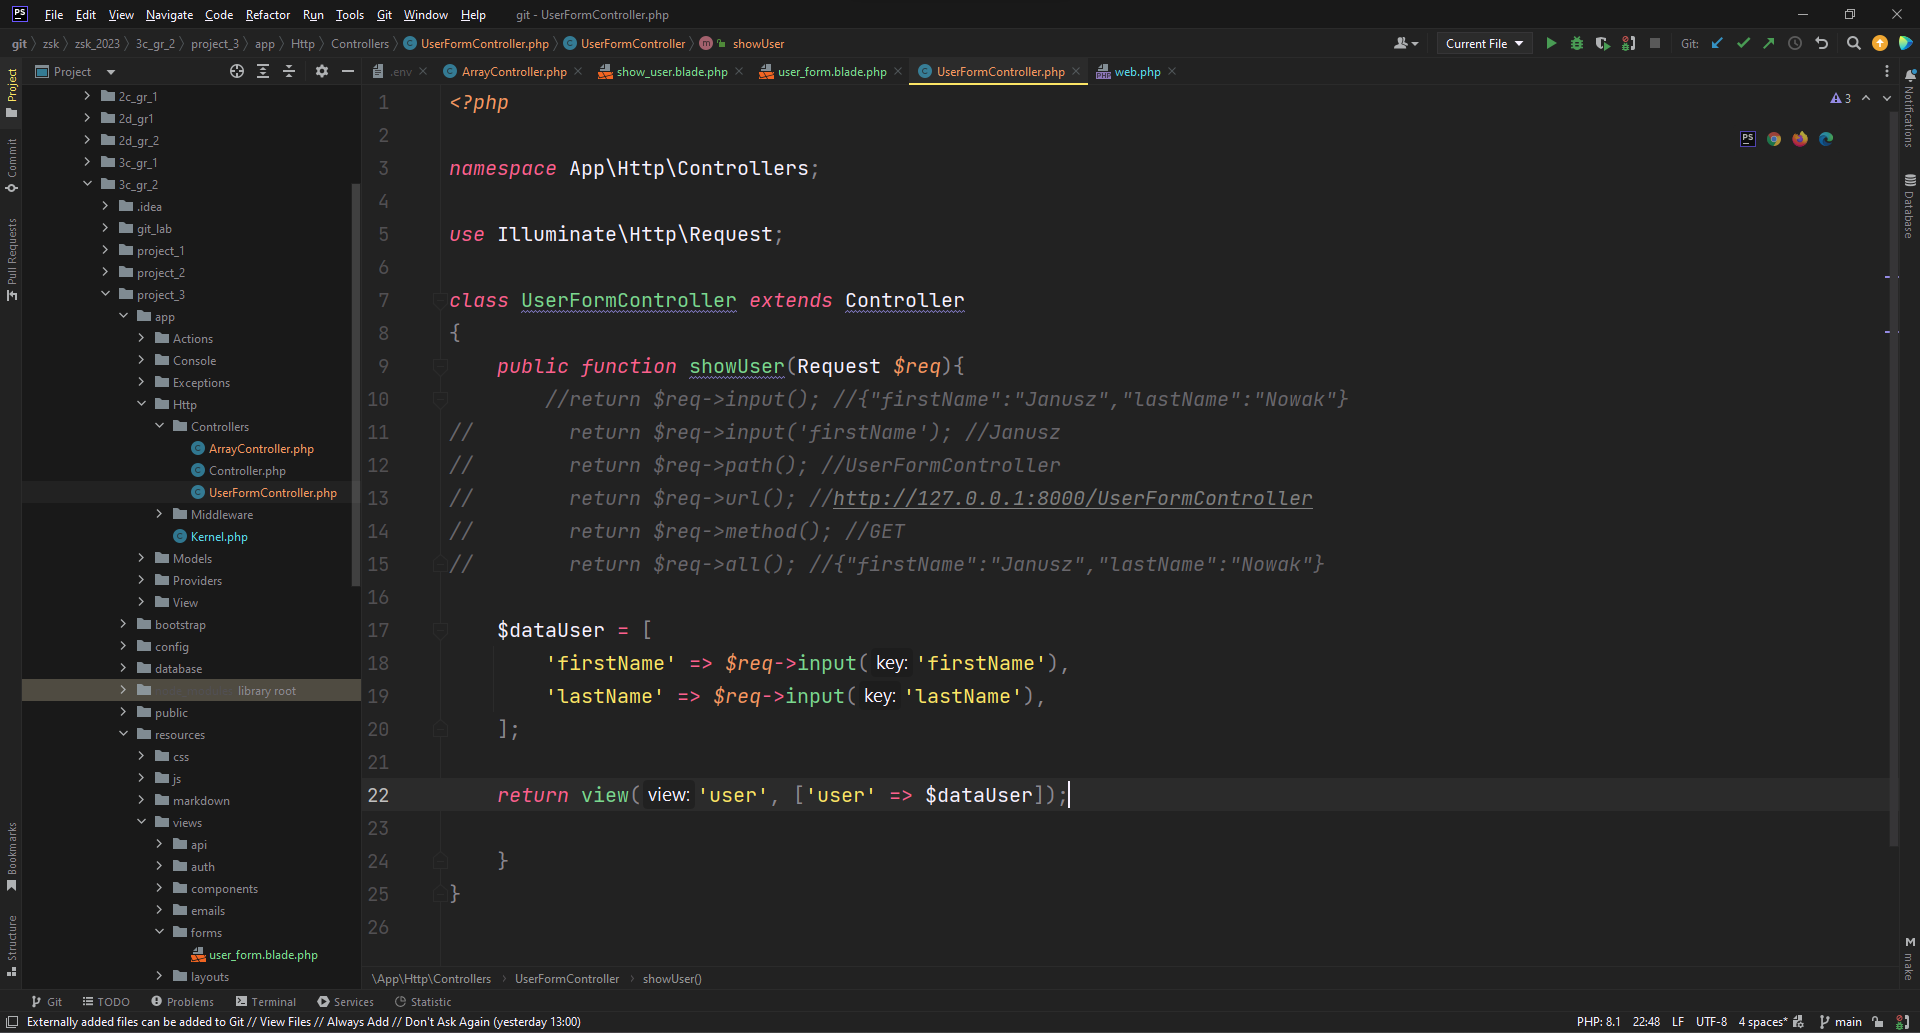 PS File Edit View Navigate Code Refactor Run Tools Git Window Help git - UserFormController.php
git zsk zsk_2023 3c_gr_2 project_3 app Http Controllers UserFormController.php UserFormController m showUser Current File Git:
Project .env ArrayController.php show_user.blade.php user_form.blade.php UserFormController.php web.php
Project
Commit
Pull Requests
Bookmarks
Structure
2c_gr_1
2d_gr1
2d_gr_2
3c_gr_1
3c_gr_2
.idea
git_lab
project_1
project_2
project_3
app
Actions
Console
Exceptions
Http
Controllers
ArrayController.php
Controller.php
UserFormController.php
Middleware
Kernel.php
Models
Providers
View
bootstrap
config
database
library root
public
resources
css
js
markdown
views
api
auth
components
emails
forms
user_form.blade.php
layouts
1 <?php
2
3 namespace App\Http\Controllers;
4
5 use Illuminate\Http\Request;
6
7 class UserFormController extends Controller
8 {
9 public function showUser(Request $req){
10 //return $req->input(); //{"firstName":"Janusz","lastName":"Nowak"}
11 // return $req->input('firstName'); //Janusz
12 // return $req->path(); //UserFormController
13 // return $req->url(); //http://127.0.0.1:8000/UserFormController
14 // return $req->method(); //GET
15 // return $req->all(); //{"firstName":"Janusz","lastName":"Nowak"}
16
17 $dataUser = [
18 'firstName' => $req->input( key: 'firstName'),
19 'lastName' => $req->input( key: 'lastName'),
20 ];
21
22 return view( view: 'user', ['user' => $dataUser]);
23
24 }
25 }
26
3
PS
Notifications
Database
M make
\App\Http\Controllers UserFormController showUser()
Git TODO Problems Terminal Services Statistic
Externally added files can be added to Git // View Files // Always Add // Don't Ask Again (yesterday 13:00) PHP: 8.1 22:48 LF UTF-8 4 spaces* main